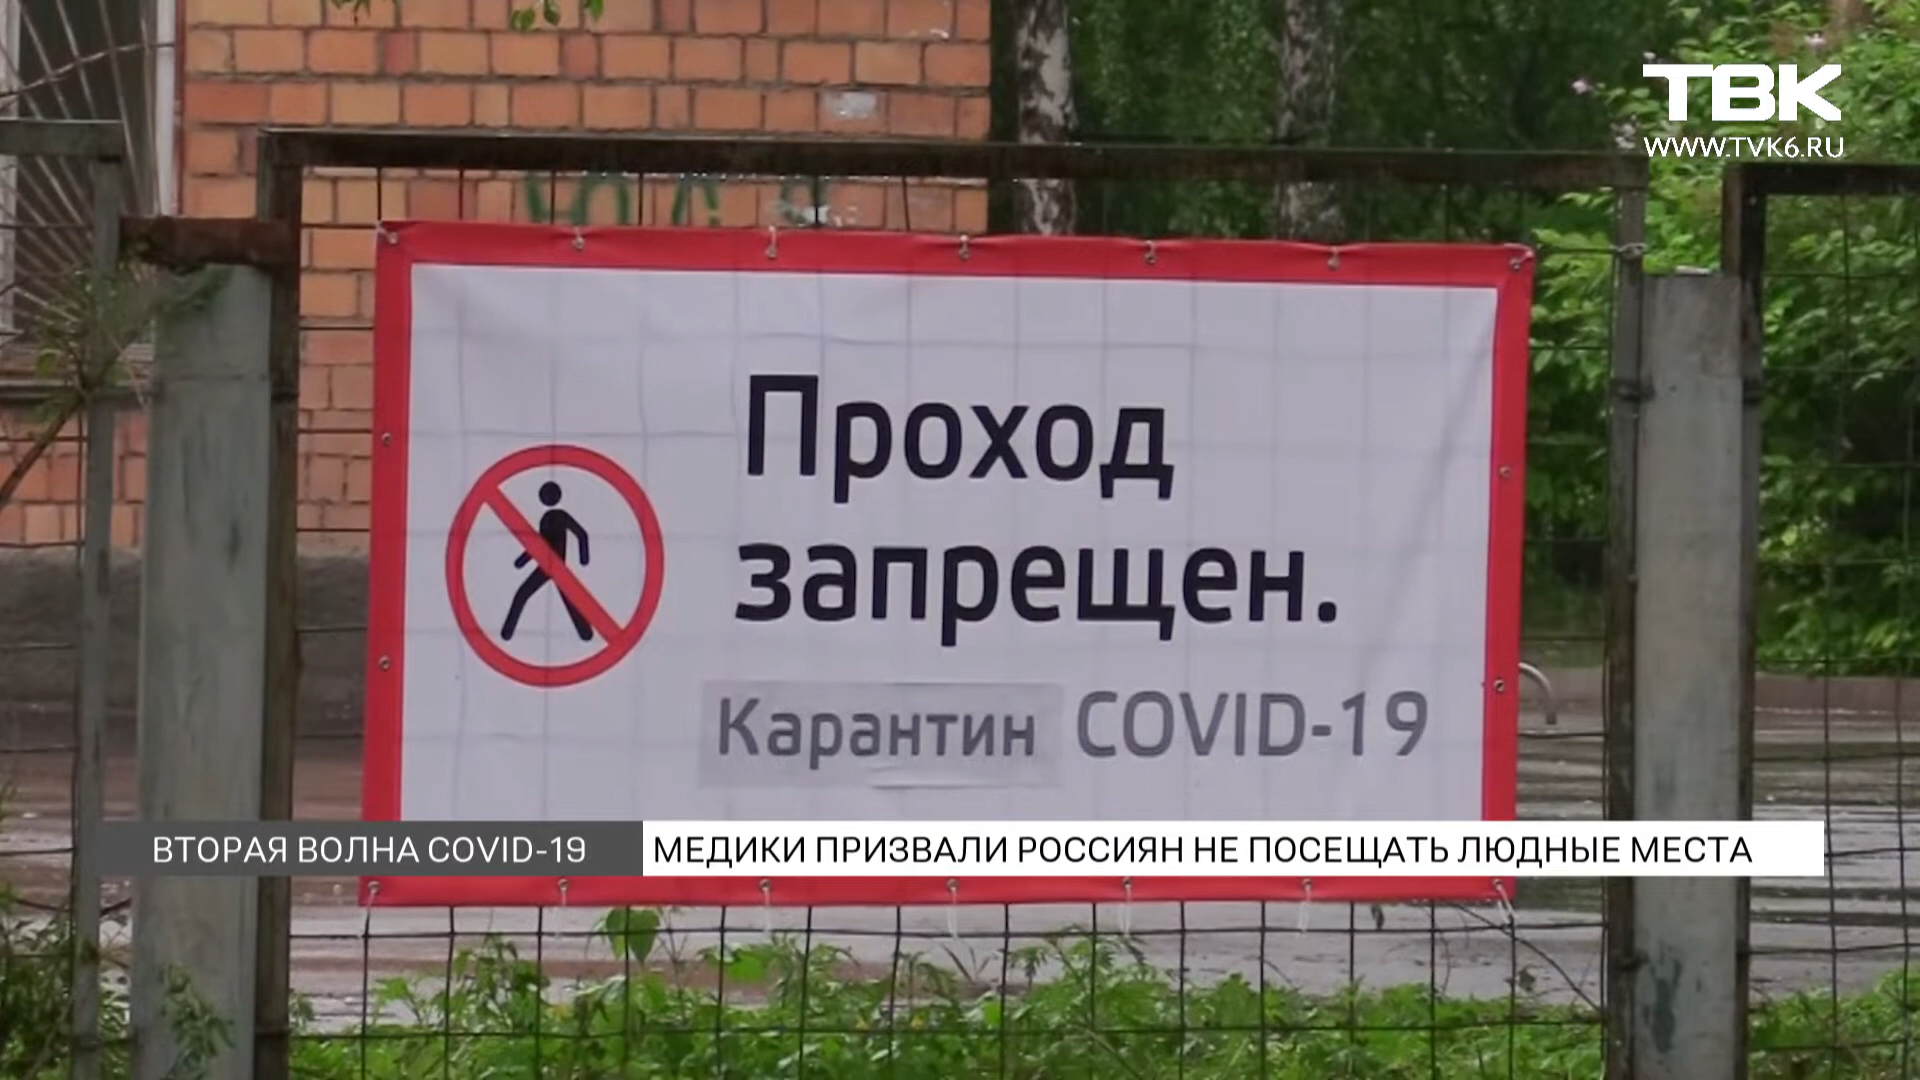 ТВК
WWW.TVK6.RU
Проход
запрещен.
Карантин COVID-19
ВТОРАЯ ВОЛНА COVID-19
МЕДИКИ ПРИЗВАЛИ РОССИЯН НЕ ПОСЕЩАТЬ ЛЮДНЫЕ МЕСТА